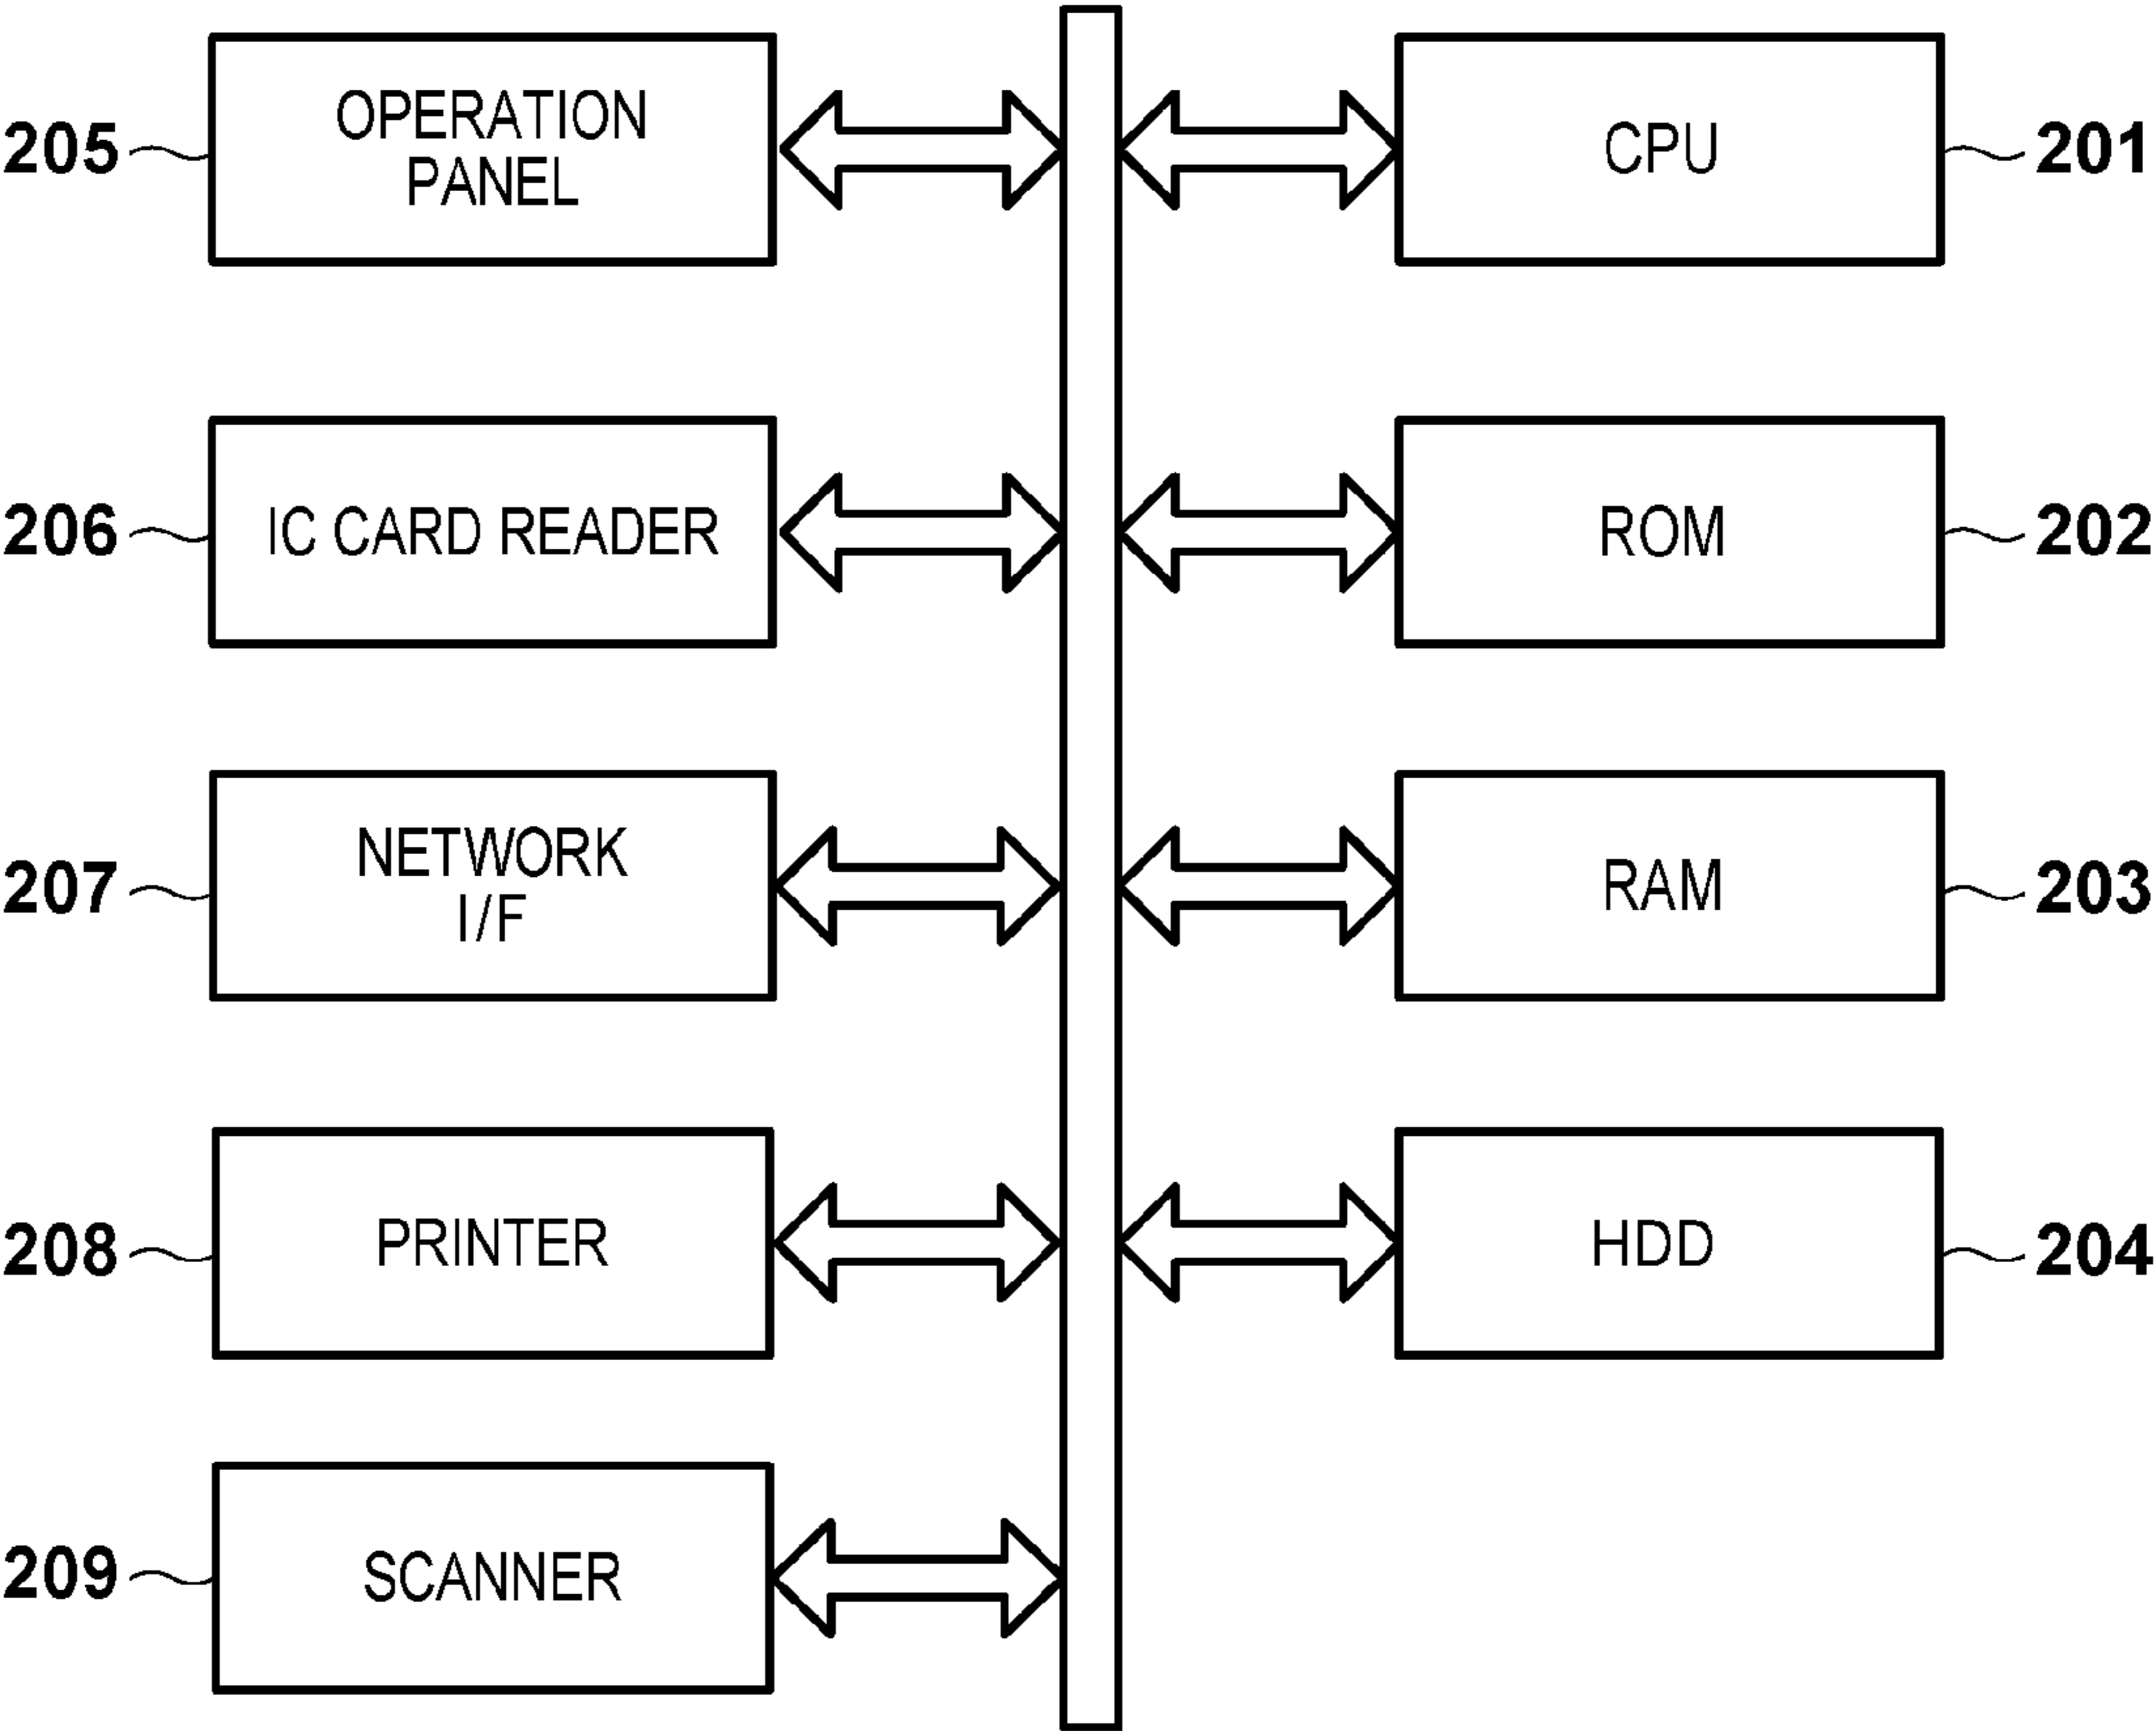 205
OPERATION
PANEL
CPU
201
206
IC CARD READER
ROM
202
207
NETWORK
I/F
RAM
203
208
PRINTER
HDD
204
209
SCANNER